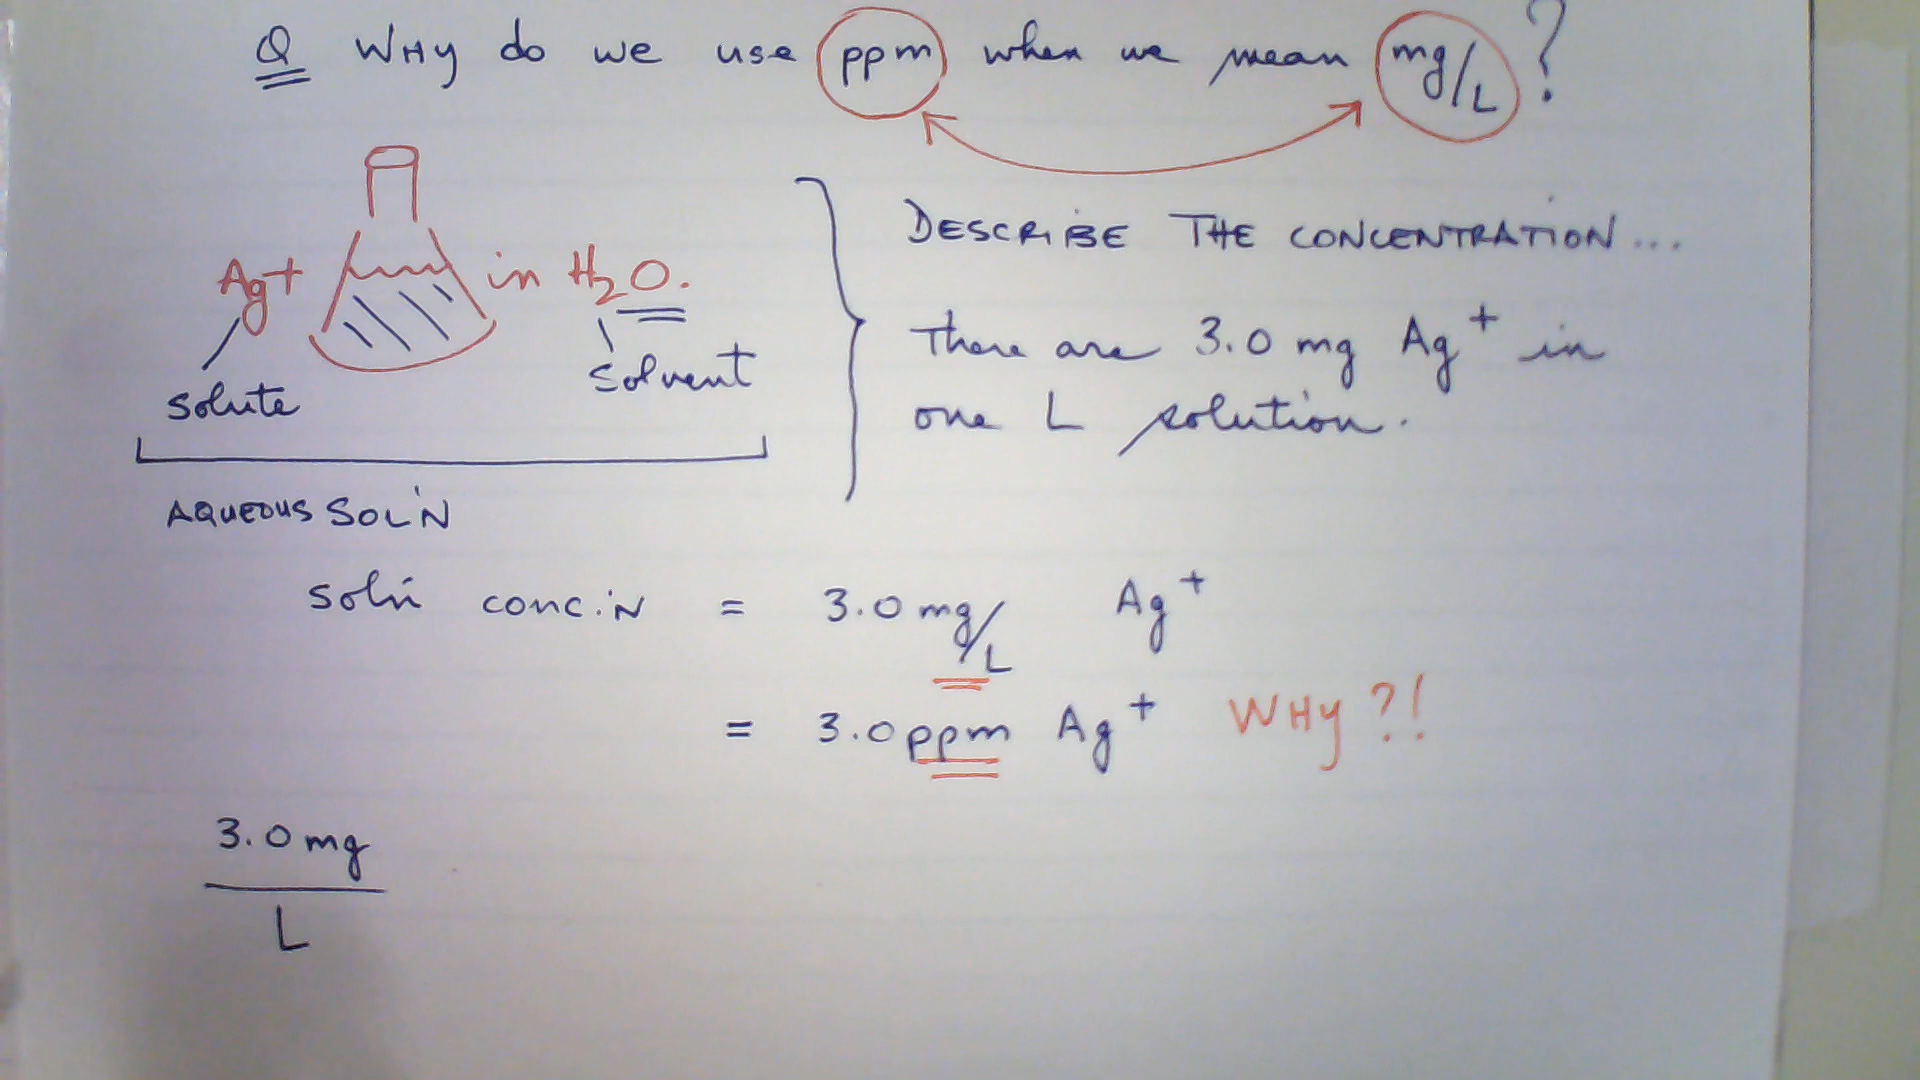 Q WHY do we use ppm when we mean mg/L?
Ag+ in H2O.
solute
solvent
AQUEOUS SOL'N
DESCRIBE THE CONCENTRATION...
There are 3.0 mg Ag+ in
one L solution.
sol'n conc.'N = 3.0 mg/L Ag+
= 3.0 ppm Ag+ WHY?!
3.0 mg
L